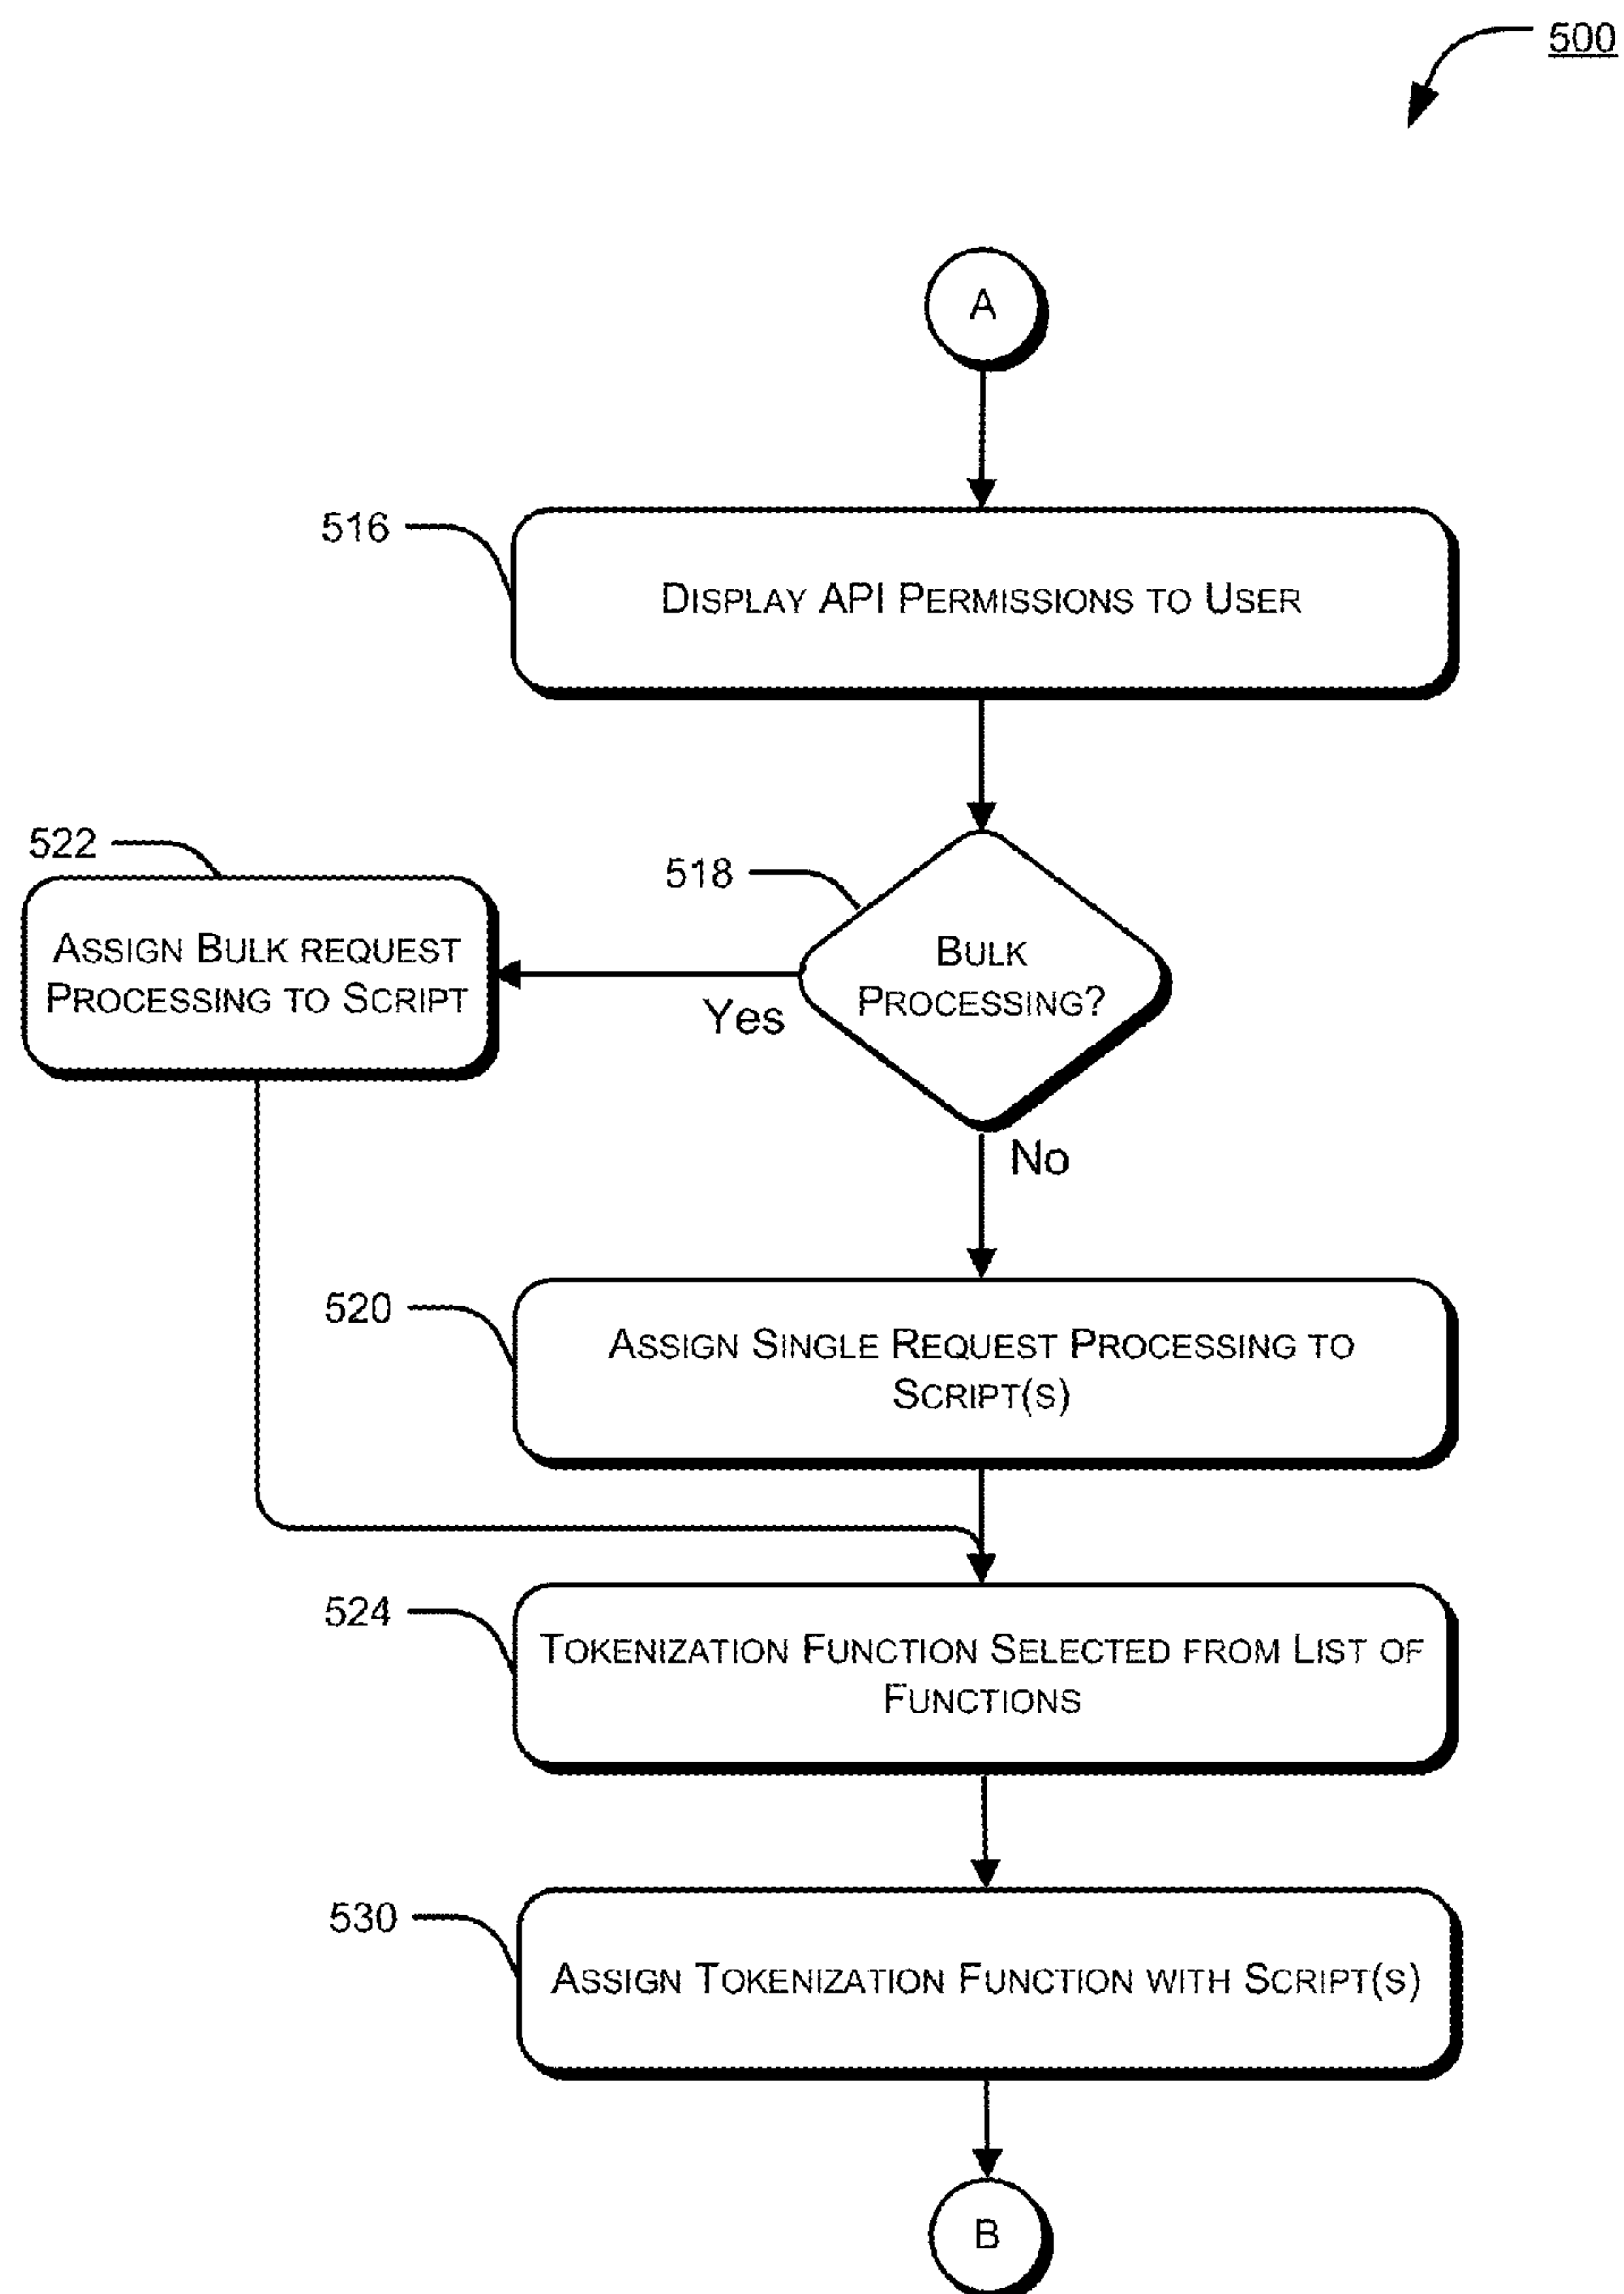 500
A
516
DISPLAY API PERMISSIONS TO USER
522
518
ASSIGN BULK REQUEST
PROCESSING TO SCRIPT
BULK
PROCESSING?
Yes
No
520
ASSIGN SINGLE REQUEST PROCESSING TO
SCRIPT(S)
524
TOKENIZATION FUNCTION SELECTED FROM LIST OF
FUNCTIONS
530
ASSIGN TOKENIZATION FUNCTION WITH SCRIPT(S)
B